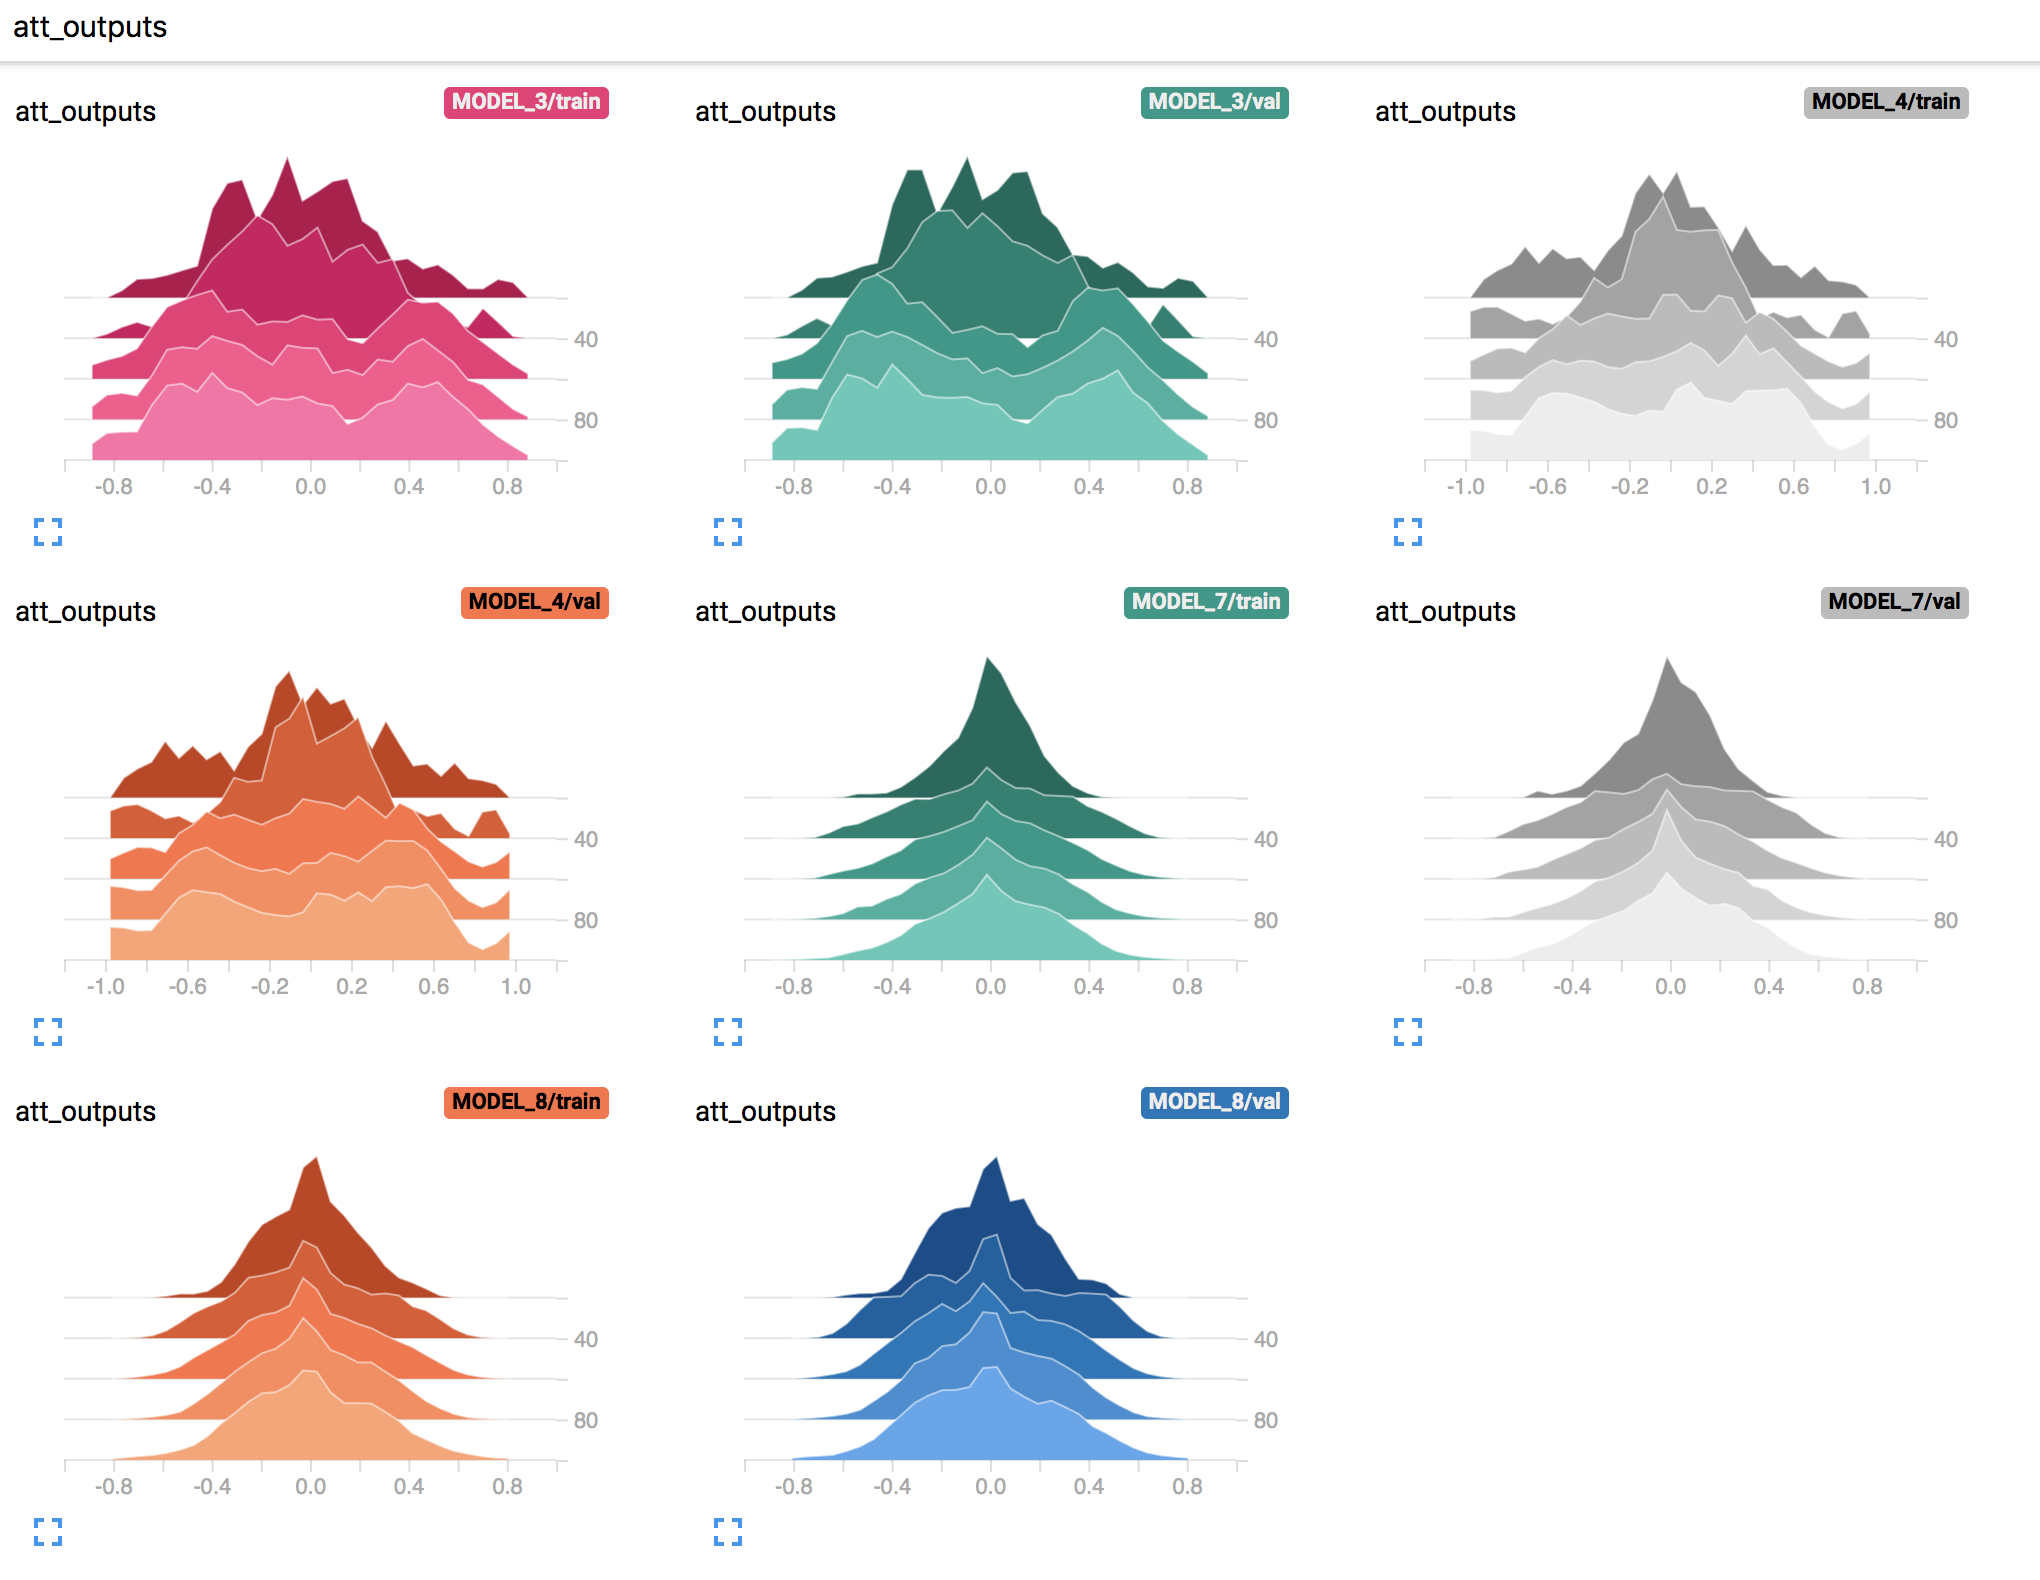 att_outputs
att_outputs MODEL_3/train
40
80
-0.8 -0.4 0.0 0.4 0.8
att_outputs MODEL_3/val
40
80
-0.8 -0.4 0.0 0.4 0.8
att_outputs MODEL_4/train
40
80
-1.0 -0.6 -0.2 0.2 0.6 1.0
att_outputs MODEL_4/val
40
80
-1.0 -0.6 -0.2 0.2 0.6 1.0
att_outputs MODEL_7/train
40
80
-0.8 -0.4 0.0 0.4 0.8
att_outputs MODEL_7/val
40
80
-0.8 -0.4 0.0 0.4 0.8
att_outputs MODEL_8/train
40
80
-0.8 -0.4 0.0 0.4 0.8
att_outputs MODEL_8/val
40
80
-0.8 -0.4 0.0 0.4 0.8